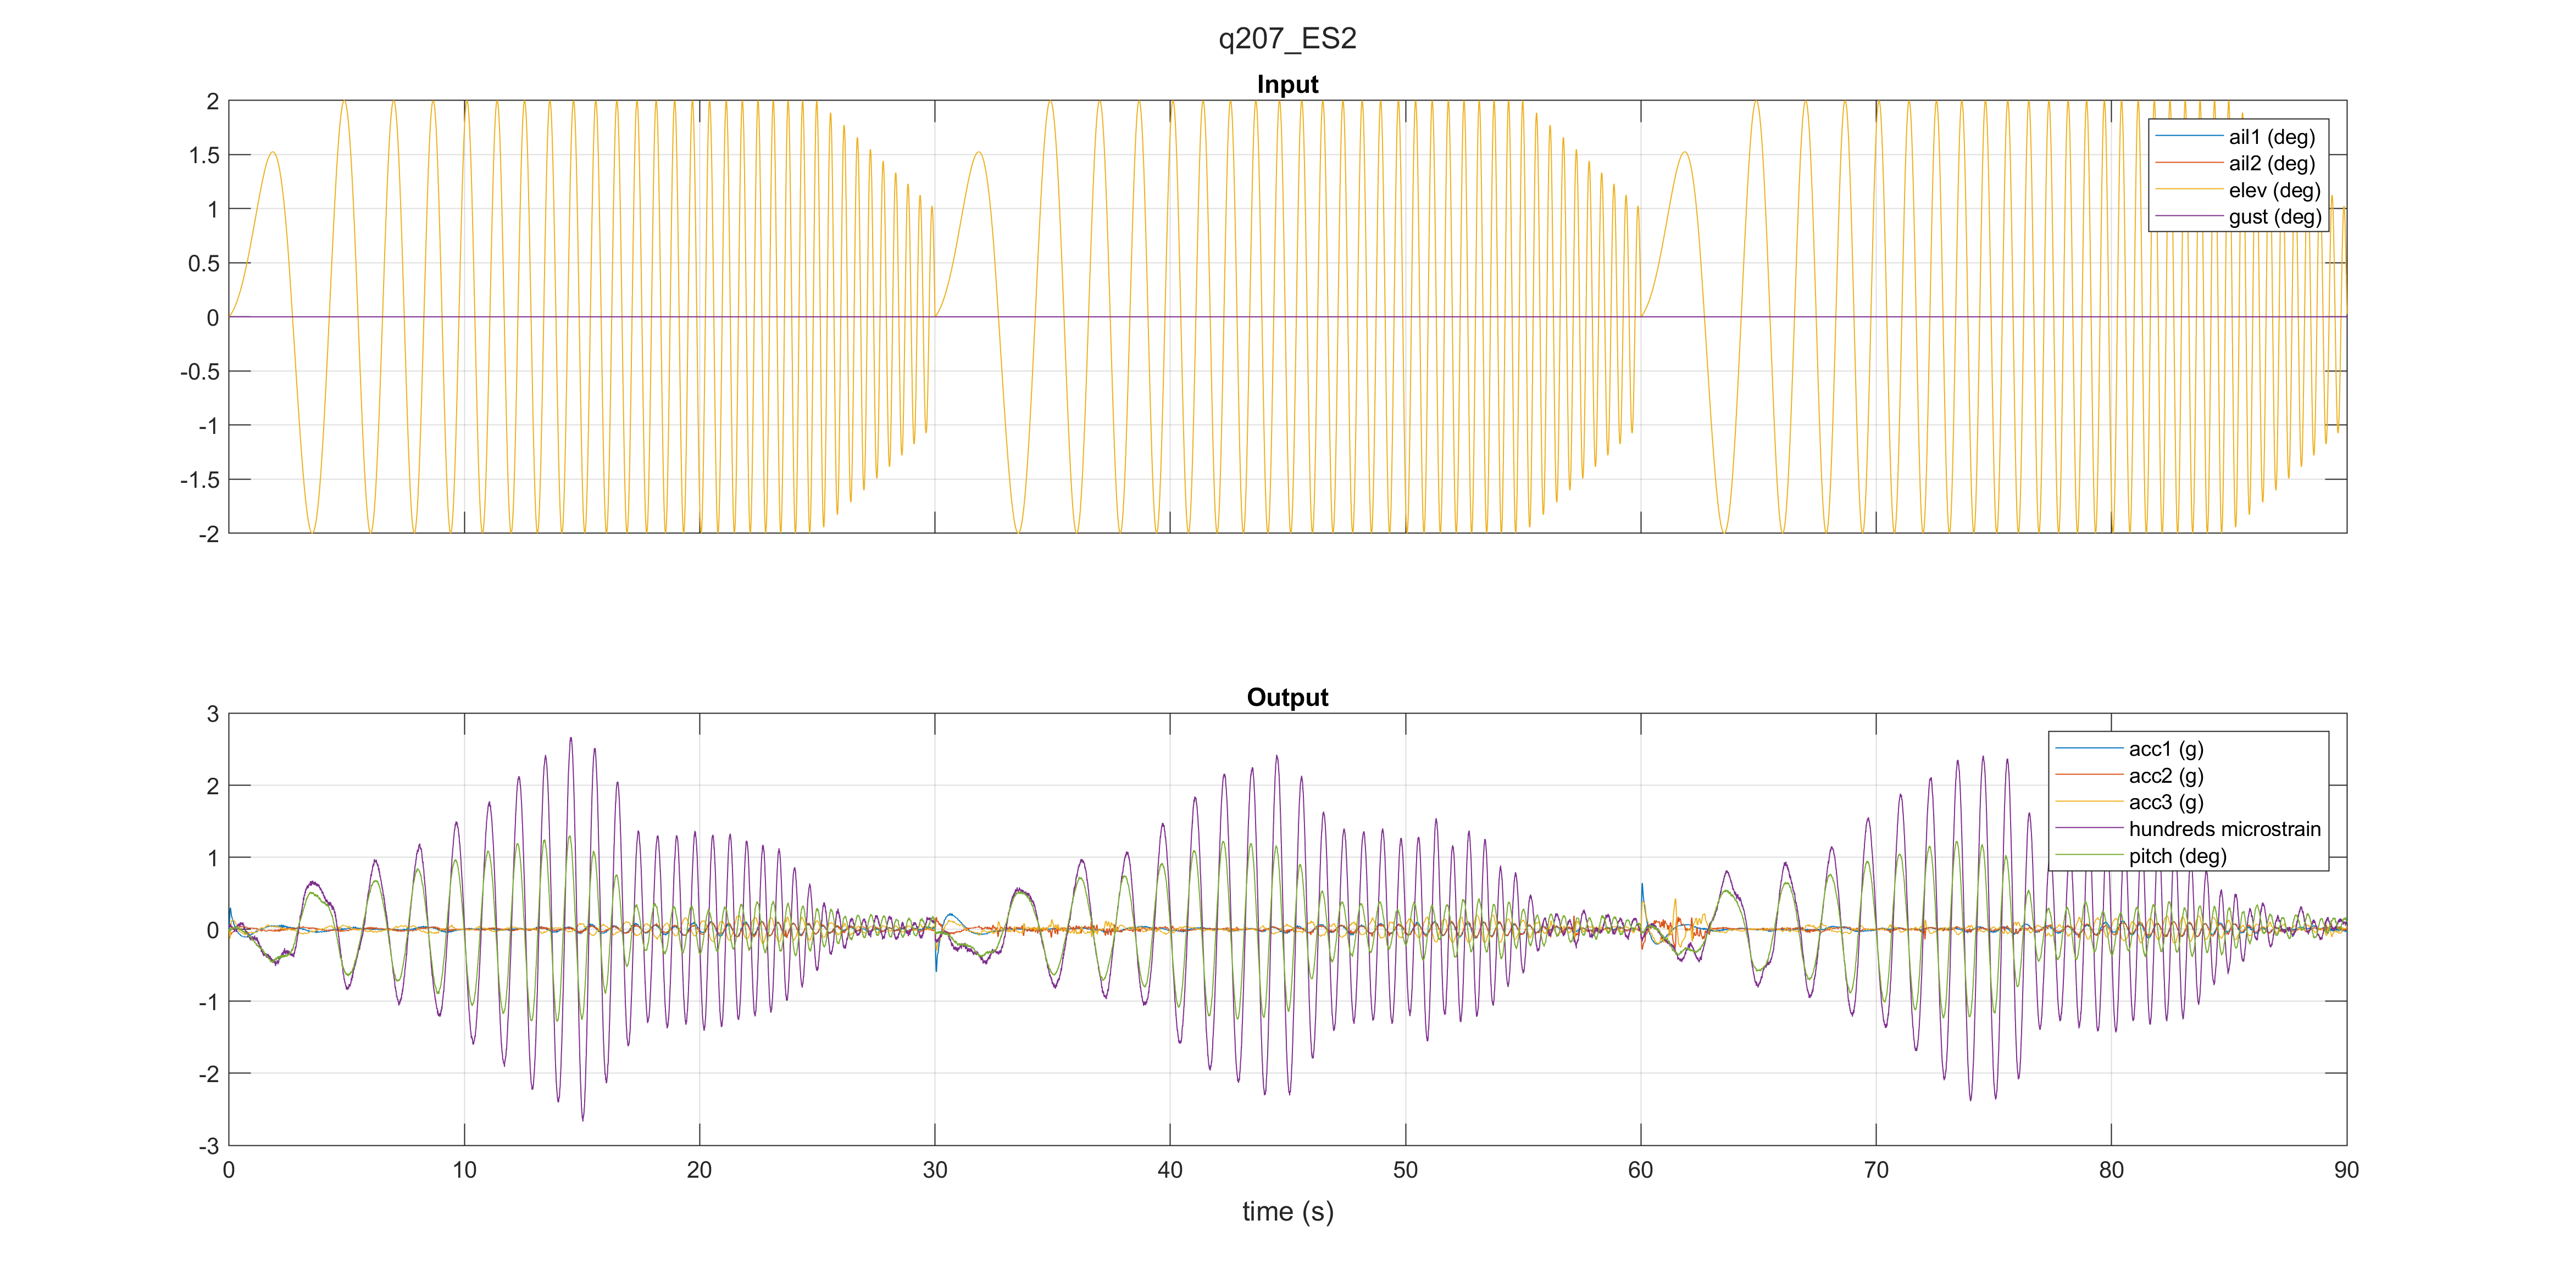 q207_ES2
Input
2
1.5
1
0.5
0
-0.5
-1
-1.5
-2
ail1 (deg)
ail2 (deg)
elev (deg)
gust (deg)
Output
3
2
1
0
-1
-2
-3
acc1 (g)
acc2 (g)
acc3 (g)
hundreds microstrain
pitch (deg)
0 10 20 30 40 50 60 70 80 90
time (s)